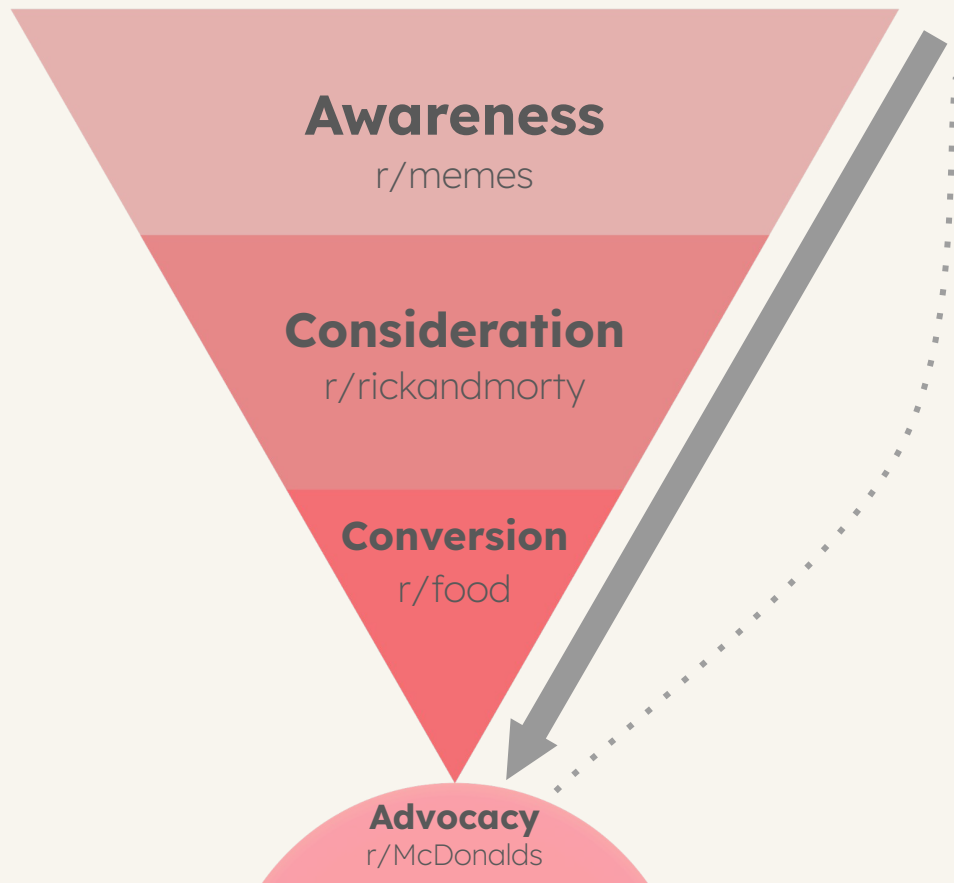 Awareness
r/memes
Consideration
r/rickandmorty
Conversion
r/food
Advocacy
r/McDonalds